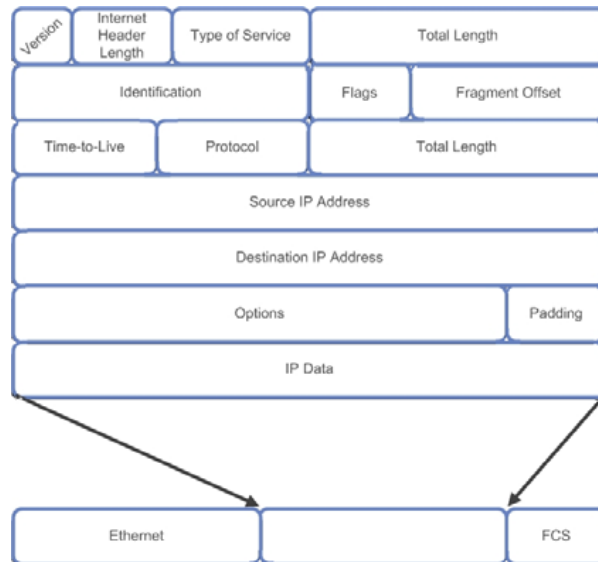 Version
Internet
Header
Length
Type of Service
Total Length
Identification
Flags
Fragment Offset
Time-to-Live
Protocol
Total Length
Source IP Address
Destination IP Address
Options
Padding
IP Data
Ethernet
FCS